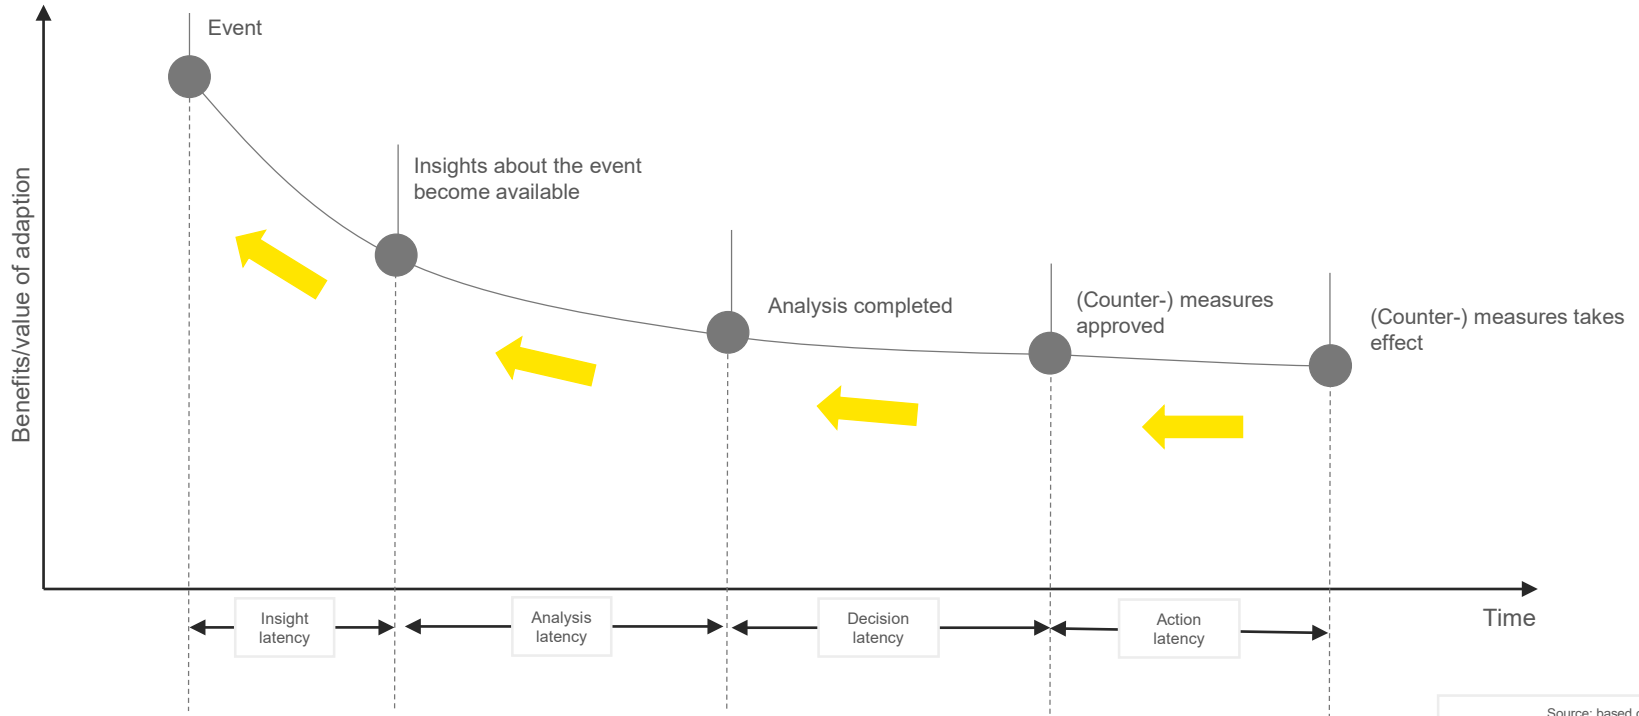 Event
Insights about the event
become available
Analysis completed
(Counter-) measures
approved
(Counter-) measures takes
effect
Benefits/value of adaption
Insight
latency
Analysis
latency
Decision
latency
Action
latency
Time
Source: based